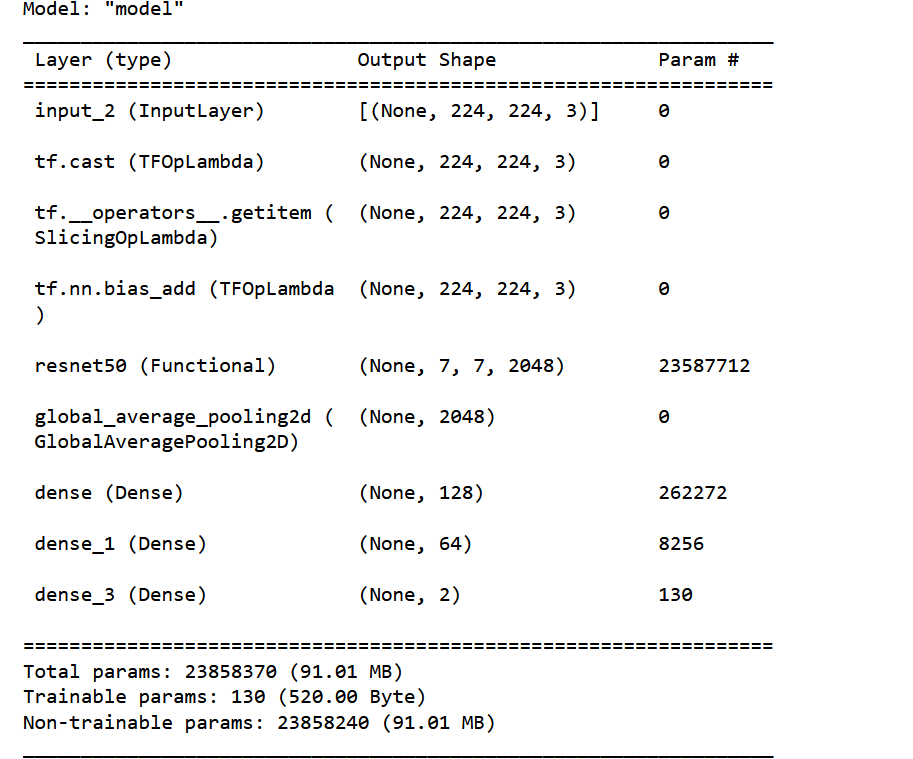 Model: "model"
Layer (type) Output Shape Param #
=================================================================
input_2 (InputLayer) [(None, 224, 224, 3)] 0
tf.cast (TFOpLambda) (None, 224, 224, 3) 0
tf.__operators__.getitem ( (None, 224, 224, 3) 0
SlicingOpLambda)
tf.nn.bias_add (TFOpLambda (None, 224, 224, 3) 0
)
resnet50 (Functional) (None, 7, 7, 2048) 23587712
global_average_pooling2d ( (None, 2048) 0
GlobalAveragePooling2D)
dense (Dense) (None, 128) 262272
dense_1 (Dense) (None, 64) 8256
dense_3 (Dense) (None, 2) 130
=================================================================
Total params: 23858370 (91.01 MB)
Trainable params: 130 (520.00 Byte)
Non-trainable params: 23858240 (91.01 MB)